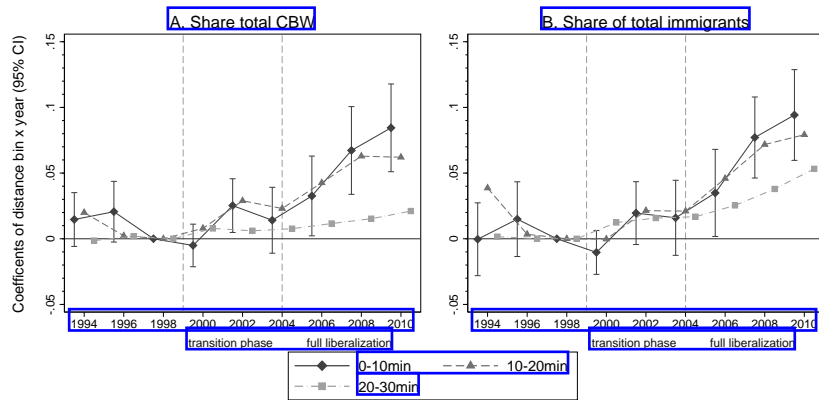 A. Share total CBW
B. Share of total immigrants
Coefficents of distance bin x year (95% CI)
.15
.1
.05
0
-.05
.15
.1
.05
0
-.05
1994 1996 1998 2000 2002 2004 2006 2008 2010
1994 1996 1998 2000 2002 2004 2006 2008 2010
transition phase full liberalization
transition phase full liberalization
0-10min 10-20min
20-30min